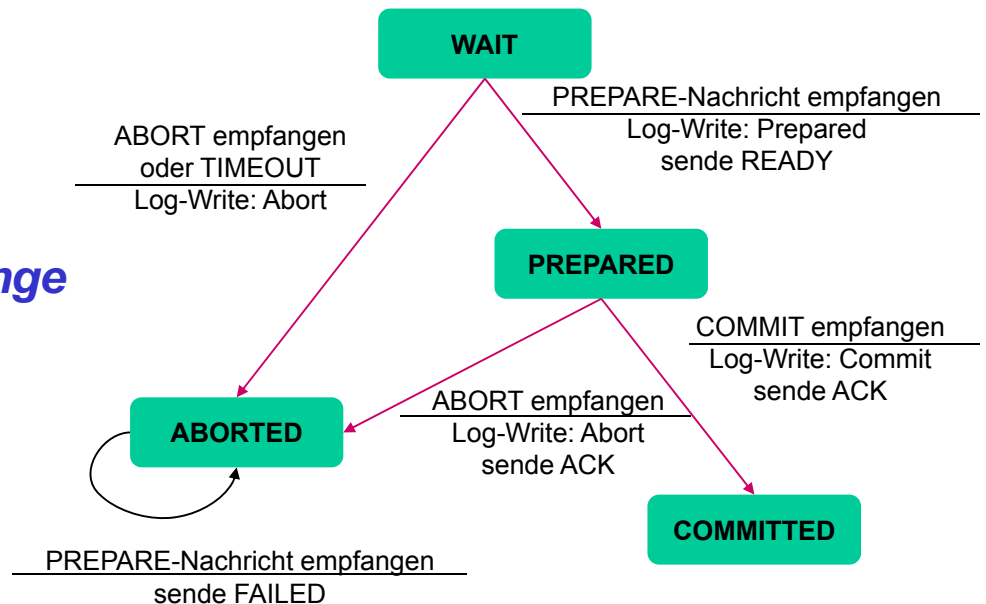 WAIT
PREPARE-Nachricht empfangen
Log-Write: Prepared
sende READY
ABORT empfangen
oder TIMEOUT
Log-Write: Abort
PREPARED
nge
COMMIT empfangen
Log-Write: Commit
sende ACK
ABORT empfangen
Log-Write: Abort
sende ACK
ABORTED
COMMITTED
PREPARE-Nachricht empfangen
sende FAILED